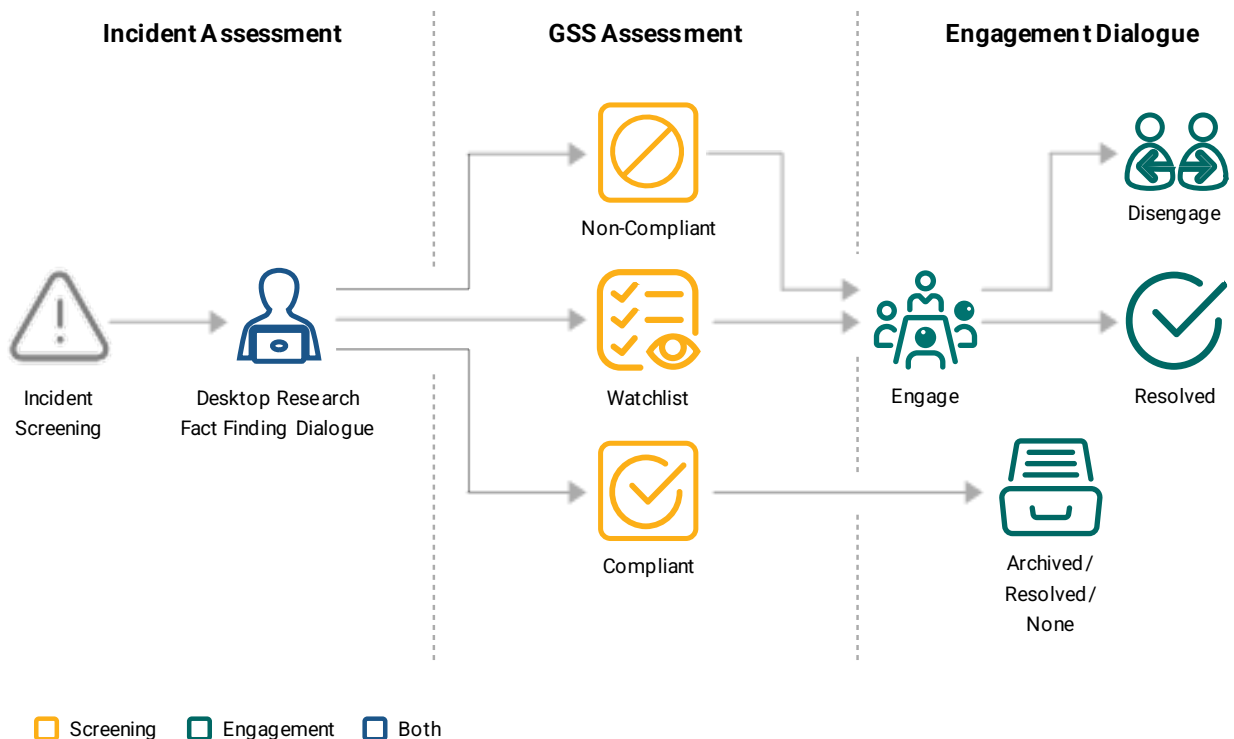 Incident Assessment
GSS Assessment
Engagement Dialogue
Non-Compliant
Disengage
Incident
Screening
Desktop Research
Fact Finding Dialogue
Watchlist
Engage
Resolved
Compliant
Archived/
Resolved/
None
Screening
Engagement
Both